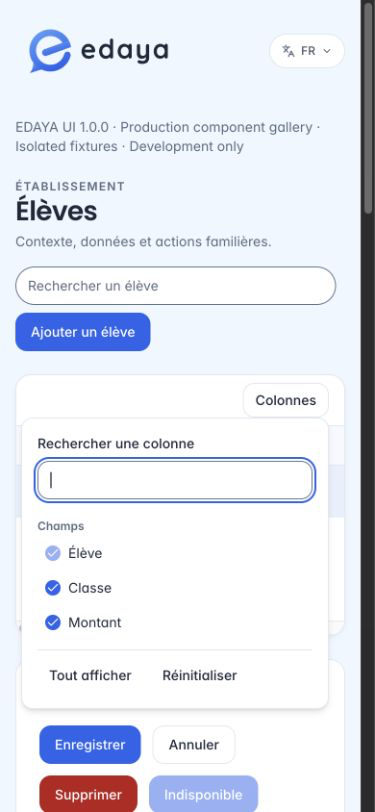 edaya
FR
EDAYA UI 1.0.0 · Production component gallery ·
Isolated fixtures · Development only
ÉTABLISSEMENT
Élèves
Contexte, données et actions familières.
Rechercher un élève
Ajouter un élève
Colonnes
Rechercher une colonne
Champs
Élève
Classe
Montant
Tout afficher Réinitialiser
Enregistrer Annuler
Supprimer Indisponible